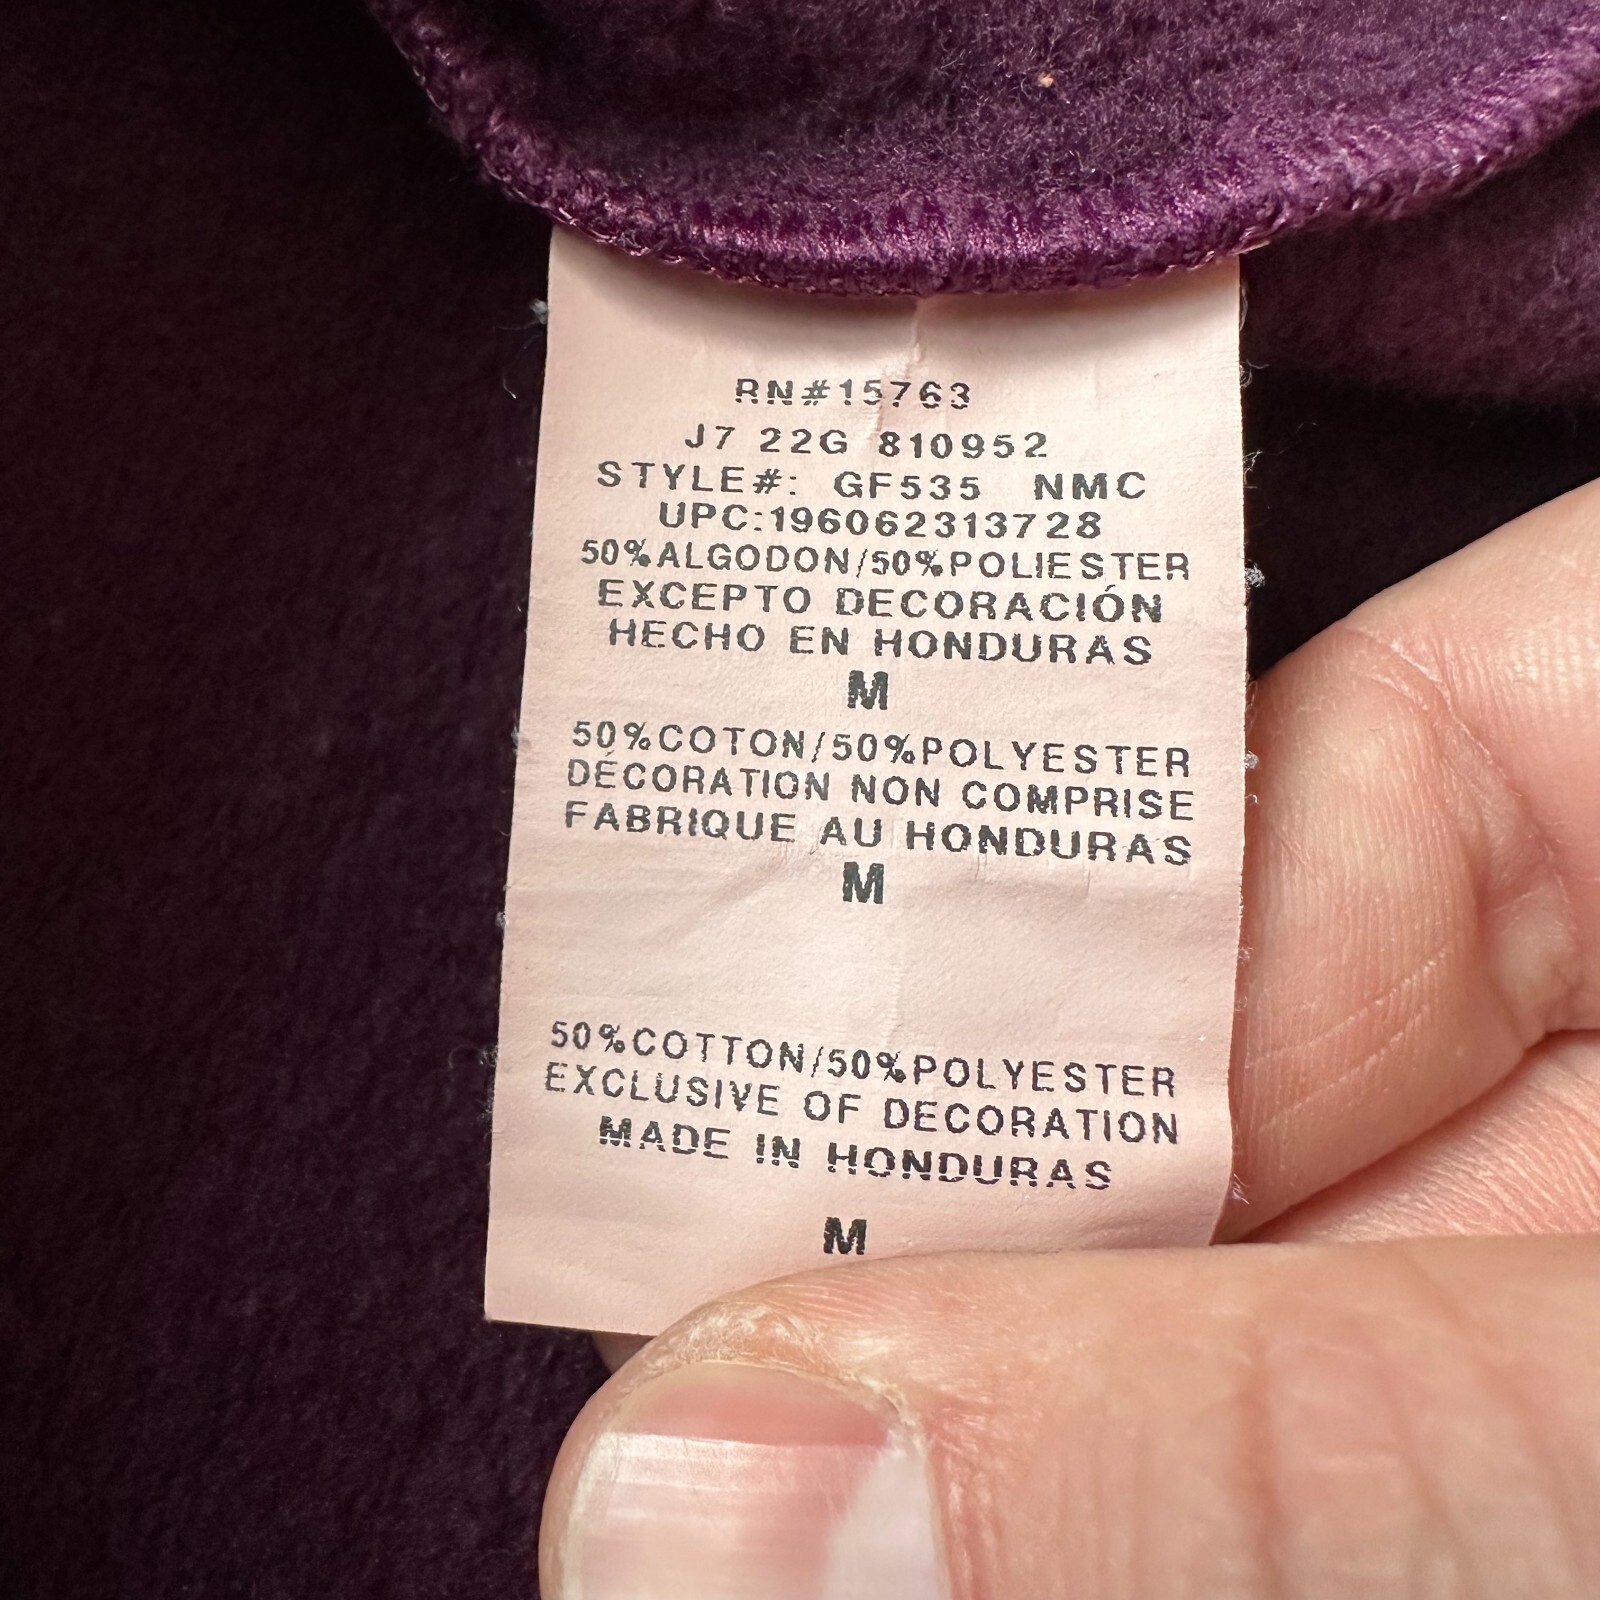 RN#15763
J7 22G 810952
STYLE#: GF535 NMC
UPC:196062313728
50%ALGODON/50%POLIESTER
EXCEPTO DECORACIÓN
HECHO EN HONDURAS
M
50%COTON/50%POLYESTER
DÉCORATION NON COMPRISE
FABRIQUE AU HONDURAS
M
50%COTTON/50%POLYESTER
EXCLUSIVE OF DECORATION
MADE IN HONDURAS
M